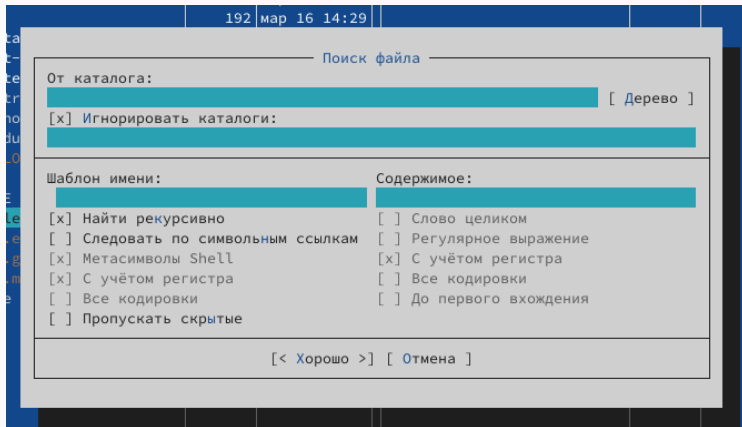 192 мар 16 14:29
Поиск файла
От каталога:
[ Дерево ]
[x] Игнорировать каталоги:
Шаблон имени:
Содержимое:
[x] Найти рекурсивно
[ ] Слово целиком
[ ] Следовать по символьным ссылкам
[ ] Регулярное выражение
[x] Метасимволы Shell
[x] С учётом регистра
[x] С учётом регистра
[ ] Все кодировки
[ ] Все кодировки
[ ] До первого вхождения
[ ] Пропускать скрытые
[< Хорошо >] [ Отмена ]